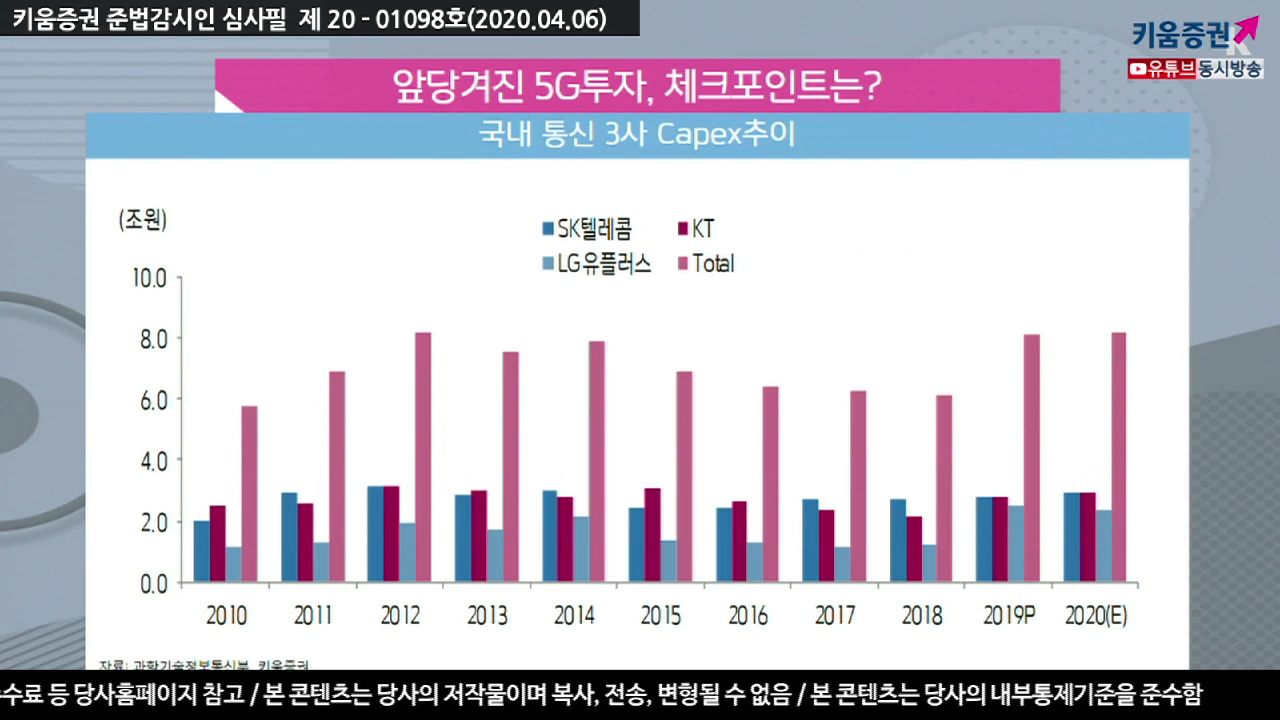 키움증권 준법감시인 심사필 제 20 - 01098호(2020.04.06)
키움증권
유튜브 동시방송
앞당겨진 5G투자, 체크포인트는?
국내 통신 3사 Capex추이
(조원)
SK텔레콤 KT
LG유플러스 Total
10.0
8.0
6.0
4.0
2.0
0.0
2010 2011 2012 2013 2014 2015 2016 2017 2018 2019P 2020(E)
자료: 과학기술정보통신부, 키움증권
수수료 등 당사홈페이지 참고 / 본 콘텐츠는 당사의 저작물이며 복사, 전송, 변형될 수 없음 / 본 콘텐츠는 당사의 내부통제기준을 준수함